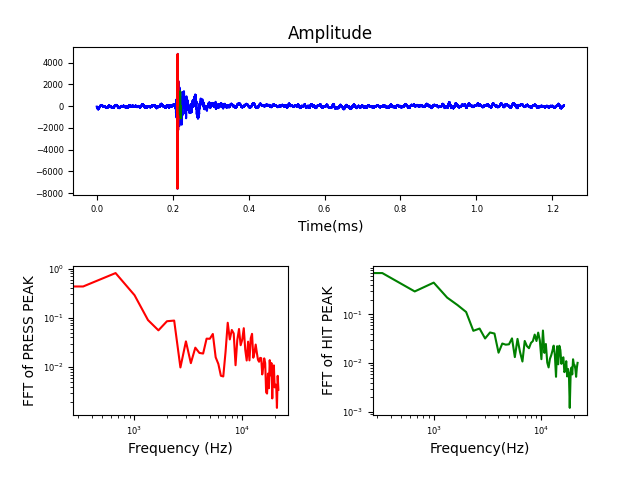 Amplitude
4000
2000
0
−2000
−4000
−6000
−8000
0.0 0.2 0.4 0.6 0.8 1.0 1.2
Time(ms)
FFT of PRESS PEAK
10⁰
10⁻¹
10⁻²
10³ 10⁴
Frequency (Hz)
FFT of HIT PEAK
10⁻¹
10⁻²
10⁻³
10³ 10⁴
Frequency(Hz)